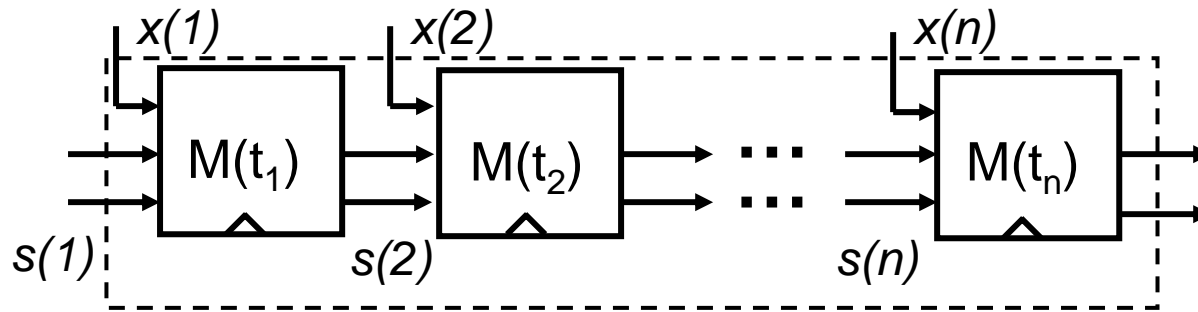 x(1) x(2) x(n)
M(t₁) M(t₂) ... ... M(tₙ)
s(1) s(2) s(n)